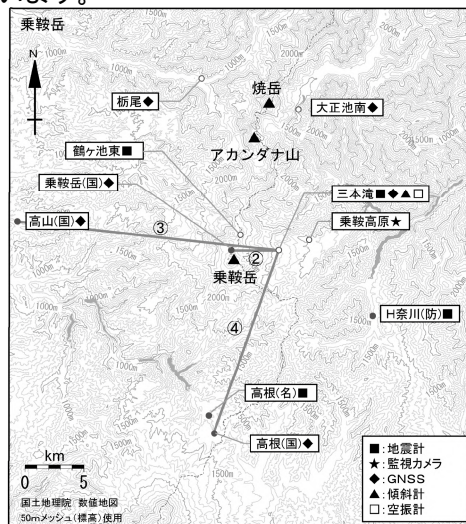 います。
乗鞍岳
N
焼岳
栃尾◆
大正池南◆
アカンダナ山
鶴ヶ池東■
乗鞍岳(国)◆
三本滝■◆▲□
高山(国)◆
③
乗鞍高原★
②
乗鞍岳
H奈川(防)■
④
高根(名)■
高根(国)◆
km
0 5
国土地理院 数値地図
50mメッシュ(標高)使用
■:地震計
★:監視カメラ
◆:GNSS
▲:傾斜計
□:空振計
1000m
1500m
2000m